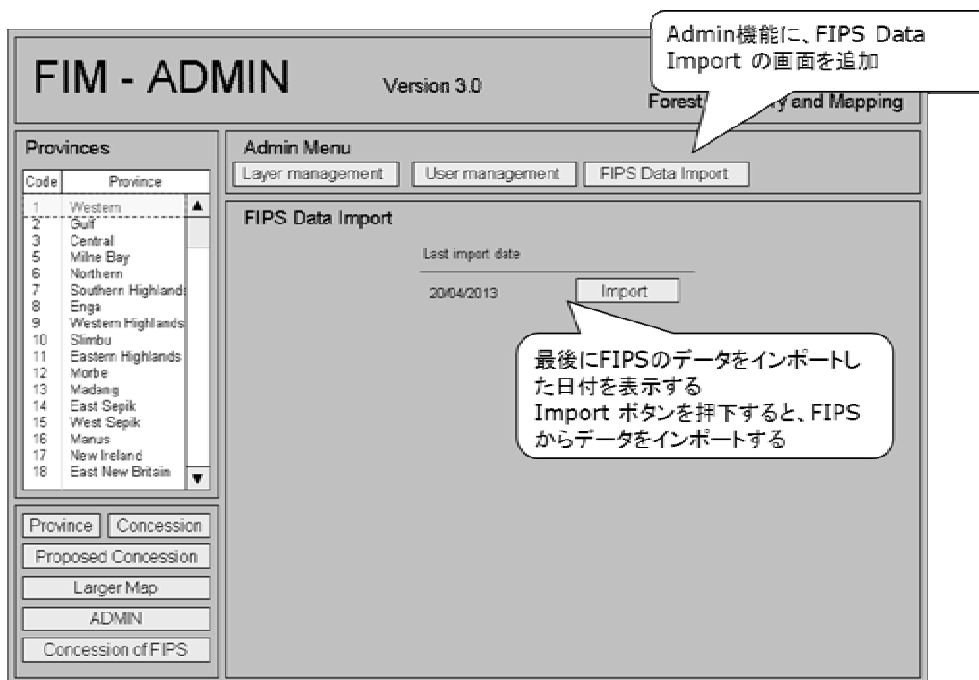 Admin機能に、FIPS Data
Import の画面を追加
FIM - ADMIN
Version 3.0
Forest
y and Mapping
Provinces
Code Province
1 Western
2 Gulf
3 Central
5 Milne Bay
6 Northern
7 Southern Highlands
8 Enga
9 Western Highlands
10 Simbu
11 Eastern Highlands
12 Morbe
13 Madang
14 East Sepik
15 West Sepik
16 Manus
17 New Ireland
18 East New Britain
Province Concession
Proposed Concession
Larger Map
ADMIN
Concession of FIPS
Admin Menu
Layer management User management FIPS Data Import
FIPS Data Import
Last import date
20/04/2013 Import
最後にFIPSのデータをインポートし
た日付を表示する
Import ボタンを押下すると、FIPS
からデータをインポートする